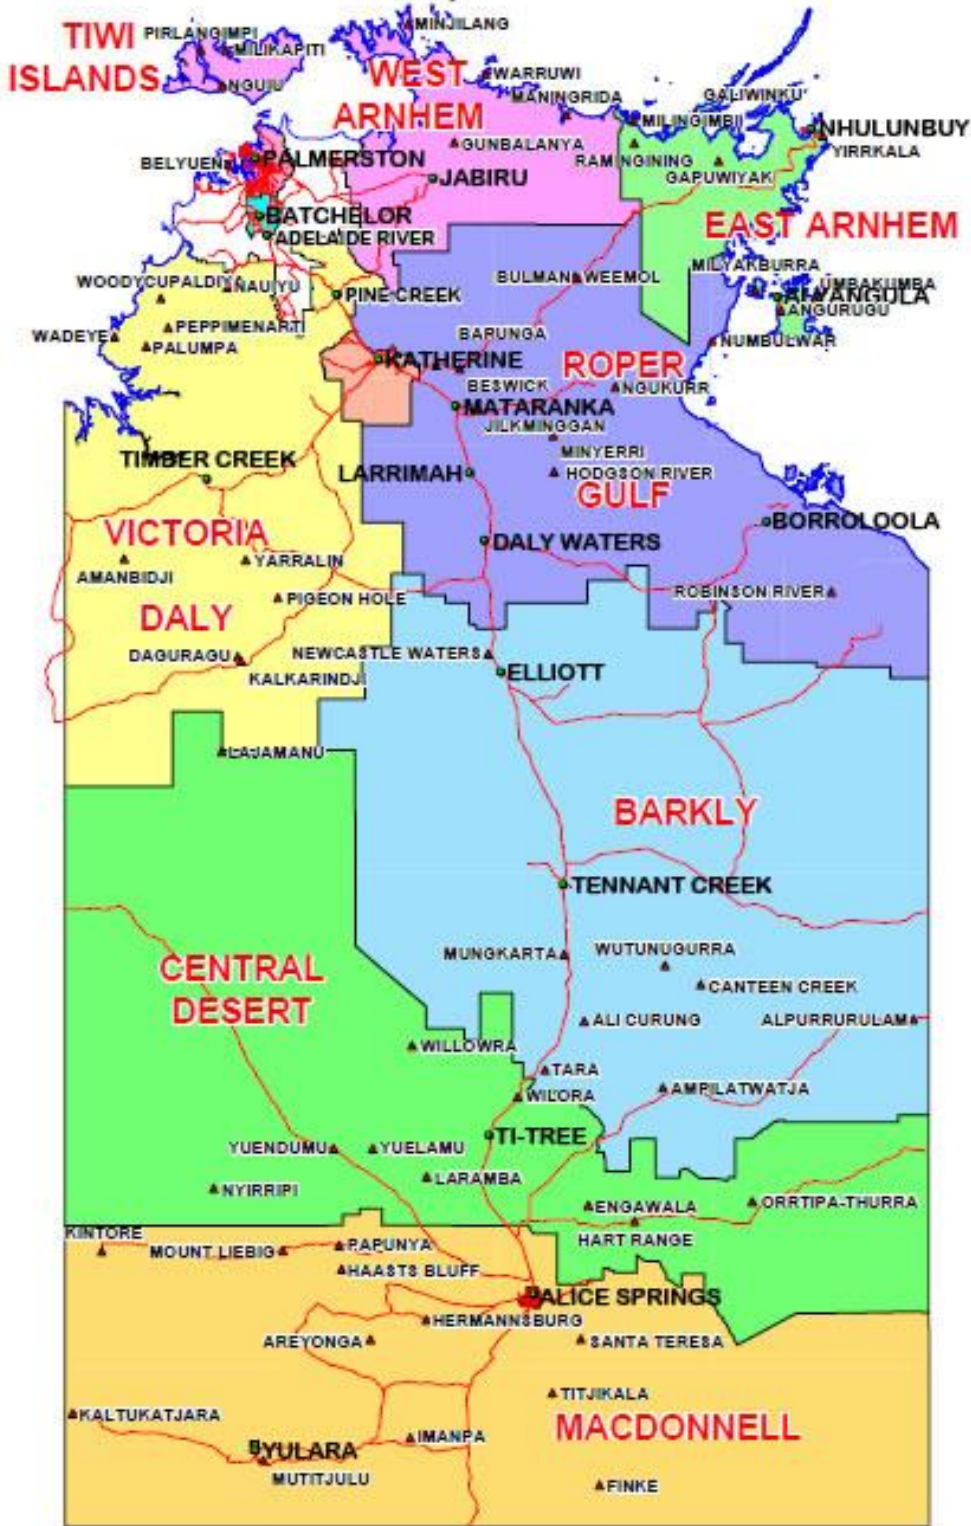 MINJILANG
TIWI
ISLANDS
PIRLANGIMPI
MILIKAPITI
NGUIU
WEST
ARNHEM
WARRUWI
MANINGRIDA
GALIWINKU
MILINGIMBI
NHULUNBUY
YIRRKALA
BELYUEN
PALMERSTON
GUNBALANYA
RAMINGINING
GAPUWIYAK
JABIRU
BATCHELOR
ADELAIDE RIVER
EAST ARNHEM
MILYAKBURRA
UMBAKUMBA
ALYANGULA
ANGURUGU
BULMAN
WEEMOL
WOODYCUPALDIY
NAUIYU
PINE CREEK
WADEYE
PEPPIMENARTI
PALUMPA
BARUNGA
NUMBULWAR
KATHERINE
ROPER
BESWICK
NGUKURR
MATARANKA
JILKMINGGAN
MINYERRI
TIMBER CREEK
LARRIMAH
HODGSON RIVER
GULF
BORROLOOLA
VICTORIA
DALY WATERS
AMANBIDJI
YARRALIN
ROBINSON RIVER
PIGEON HOLE
DALY
DAGURAGU
NEWCASTLE WATERS
KALKARINDJI
ELLIOTT
LAJAMANU
BARKLY
TENNANT CREEK
MUNGKARTA
WUTUNUGURRA
CENTRAL
DESERT
CANTEEN CREEK
ALI CURUNG
ALPURRURULAM
WILLOWRA
TARA
WILORA
AMPILATWATJA
TI-TREE
YUENDUMU
YUELAMU
LARAMBA
NYIRRIPI
ENGAWALA
ORRTIPA-THURRA
KINTORE
MOUNT LIEBIG
PAPUNYA
HART RANGE
HAASTS BLUFF
ALICE SPRINGS
HERMANNSBURG
AREYONGA
SANTA TERESA
TITJIKALA
KALTUKATJARA
MACDONNELL
IMANPA
YULARA
MUTITJULU
FINKE